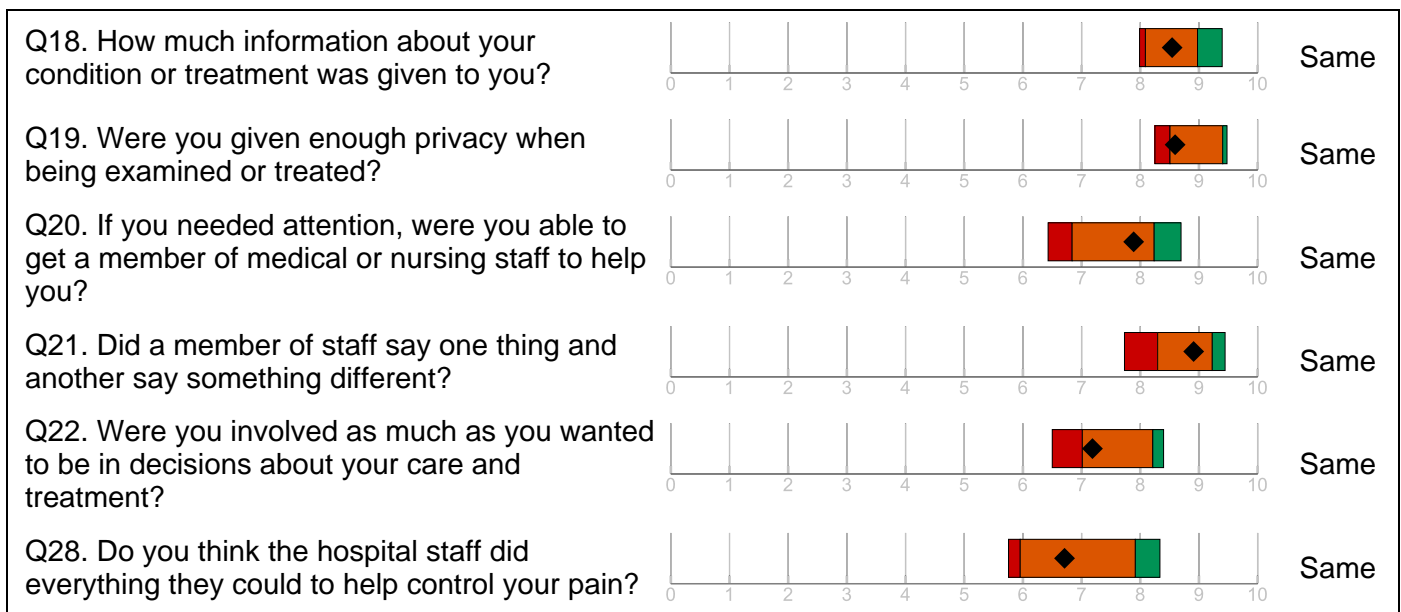 Q18. How much information about your
condition or treatment was given to you?
0 1 2 3 4 5 6 7 8 9 10
Same
Q19. Were you given enough privacy when
being examined or treated?
0 1 2 3 4 5 6 7 8 9 10
Same
Q20. If you needed attention, were you able to
get a member of medical or nursing staff to help
you?
0 1 2 3 4 5 6 7 8 9 10
Same
Q21. Did a member of staff say one thing and
another say something different?
0 1 2 3 4 5 6 7 8 9 10
Same
Q22. Were you involved as much as you wanted
to be in decisions about your care and
treatment?
0 1 2 3 4 5 6 7 8 9 10
Same
Q28. Do you think the hospital staff did
everything they could to help control your pain?
0 1 2 3 4 5 6 7 8 9 10
Same